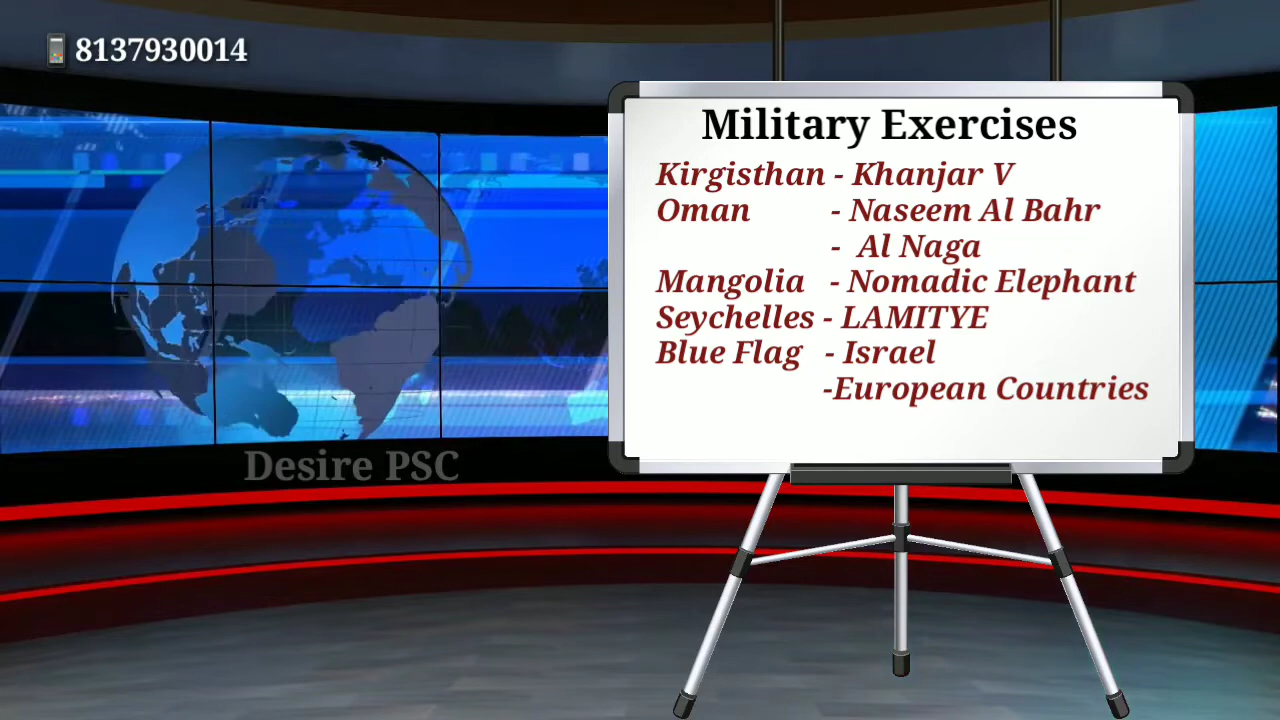 8137930014
Military Exercises
Kirgisthan - Khanjar V
Oman - Naseem Al Bahr
- Al Naga
Mangolia - Nomadic Elephant
Seychelles - LAMITYE
Blue Flag - Israel
-European Countries
Desire PSC